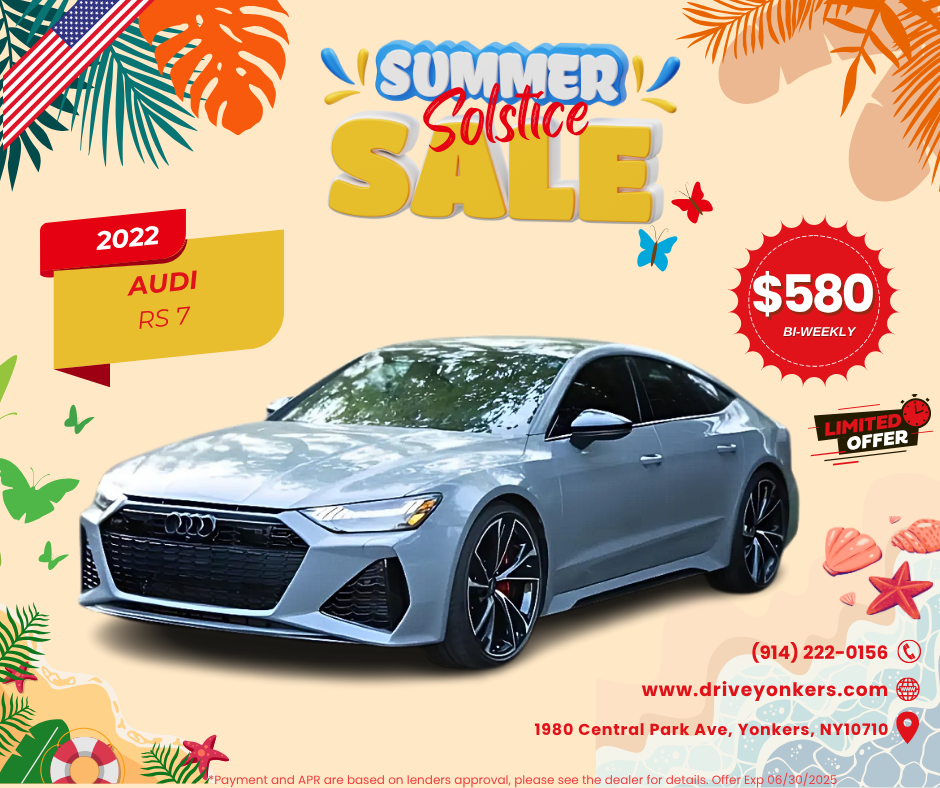 SUMMER
Solstice
SALE
2022
AUDI
RS 7
$580
BI-WEEKLY
LIMITED
OFFER
(914) 222-0156
www.driveyonkers.com
1980 Central Park Ave, Yonkers, NY10710
*Payment and APR are based on lenders approval, please see the dealer for details. Offer Exp 06/30/2025